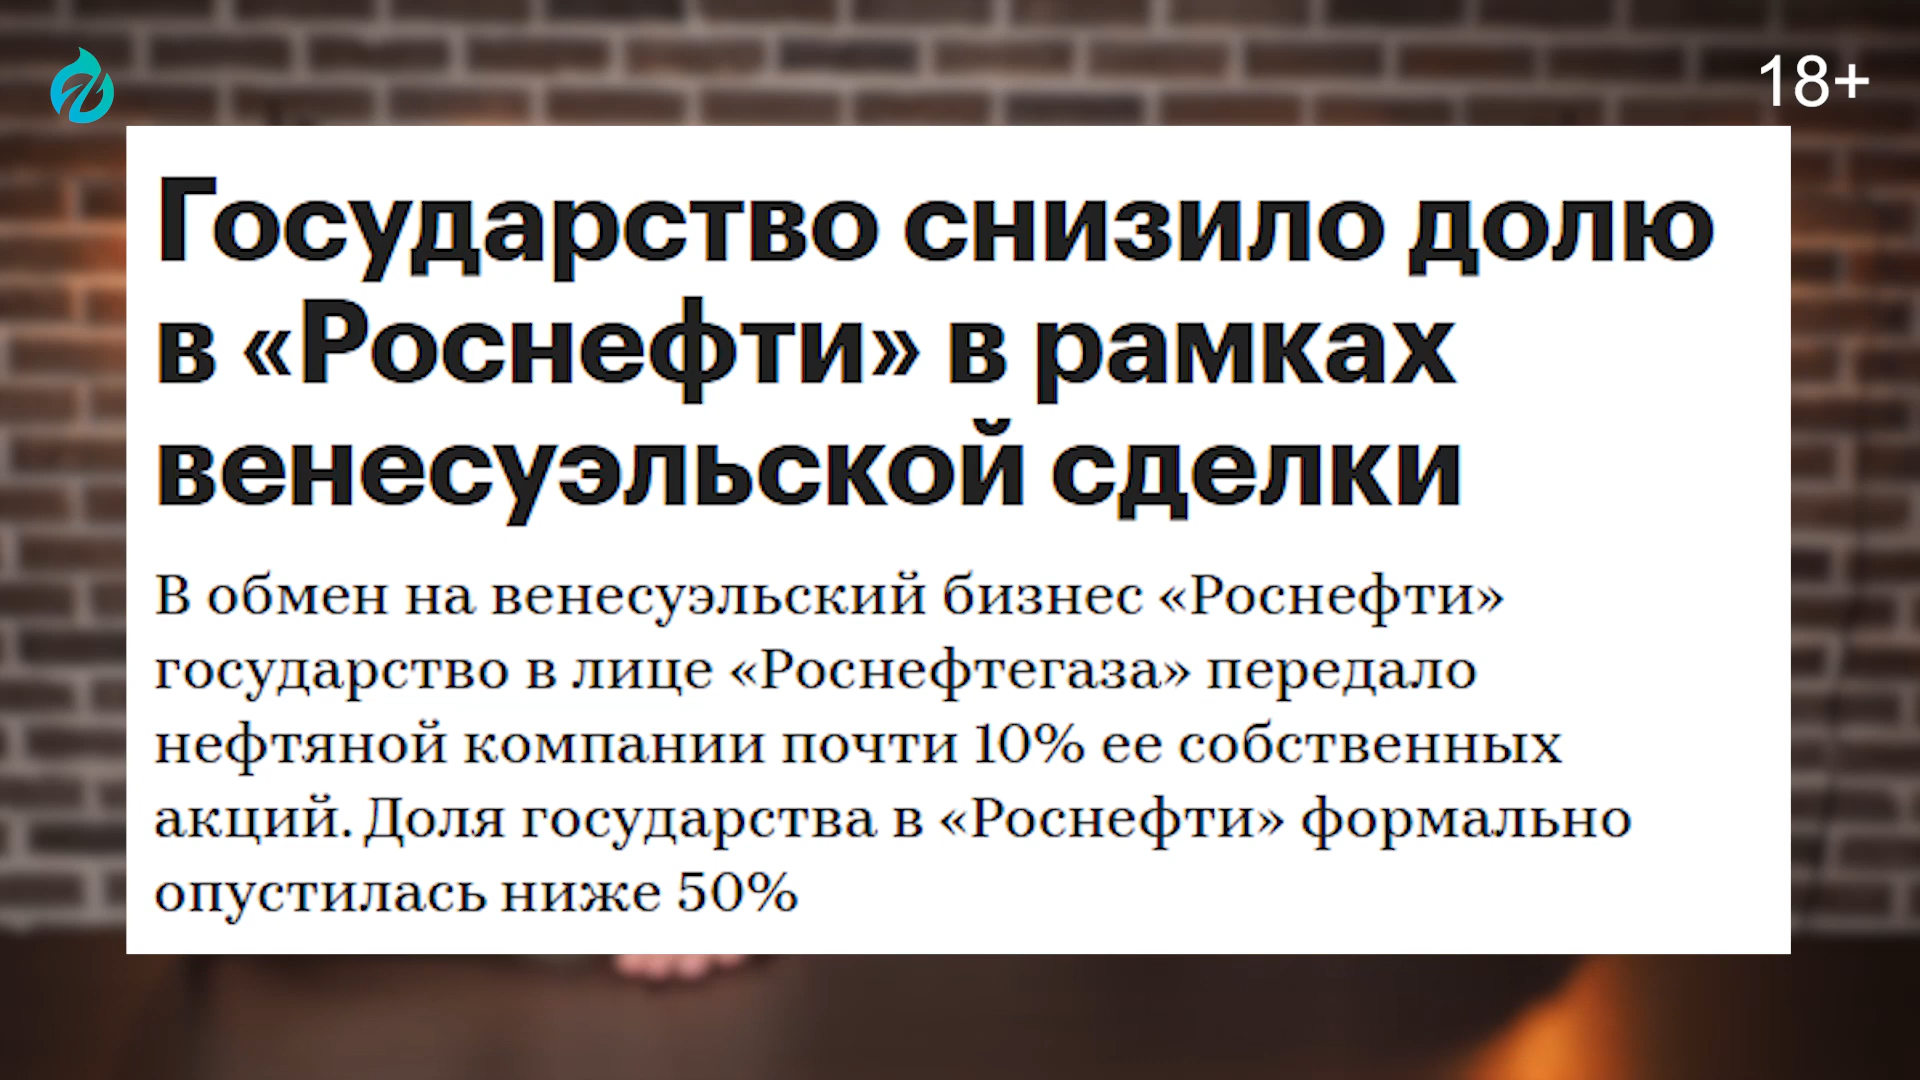 18+
Государство снизило долю
в «Роснефти» в рамках
венесуэльской сделки
В обмен на венесуэльский бизнес «Роснефти»
государство в лице «Роснефтегаза» передало
нефтяной компании почти 10% ее собственных
акций. Доля государства в «Роснефти» формально
опустилась ниже 50%